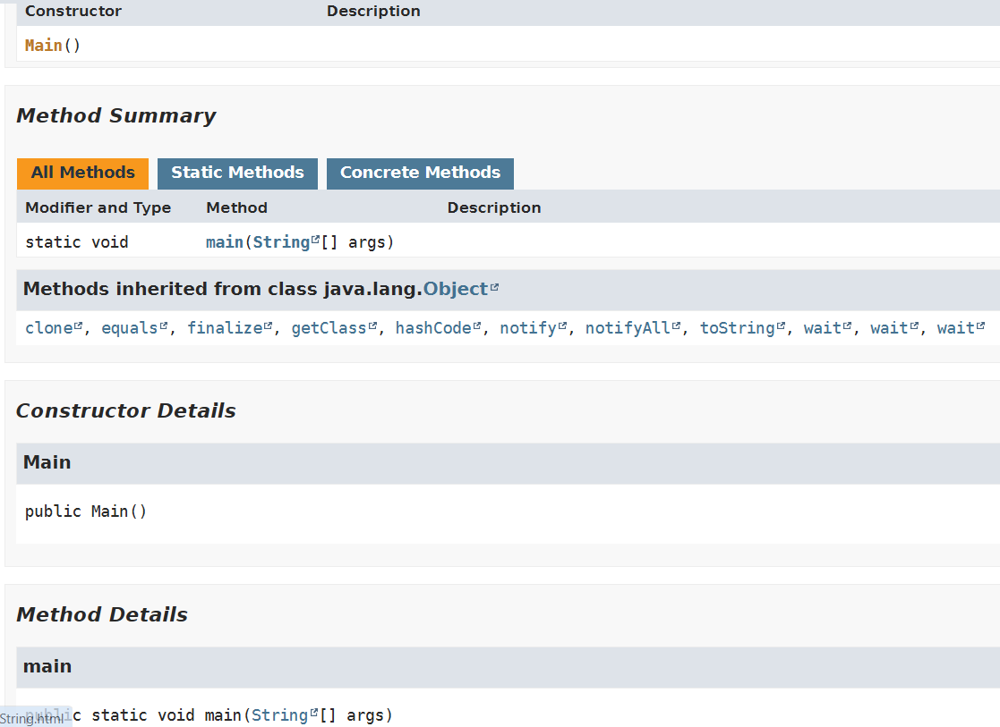 Constructor Description
Main()
Method Summary
All Methods Static Methods Concrete Methods
Modifier and Type Method Description
static void main(String[] args)
Methods inherited from class java.lang.Object
clone, equals, finalize, getClass, hashCode, notify, notifyAll, toString, wait, wait, wait
Constructor Details
Main
public Main()
Method Details
main
public static void main(String[] args)
String.html